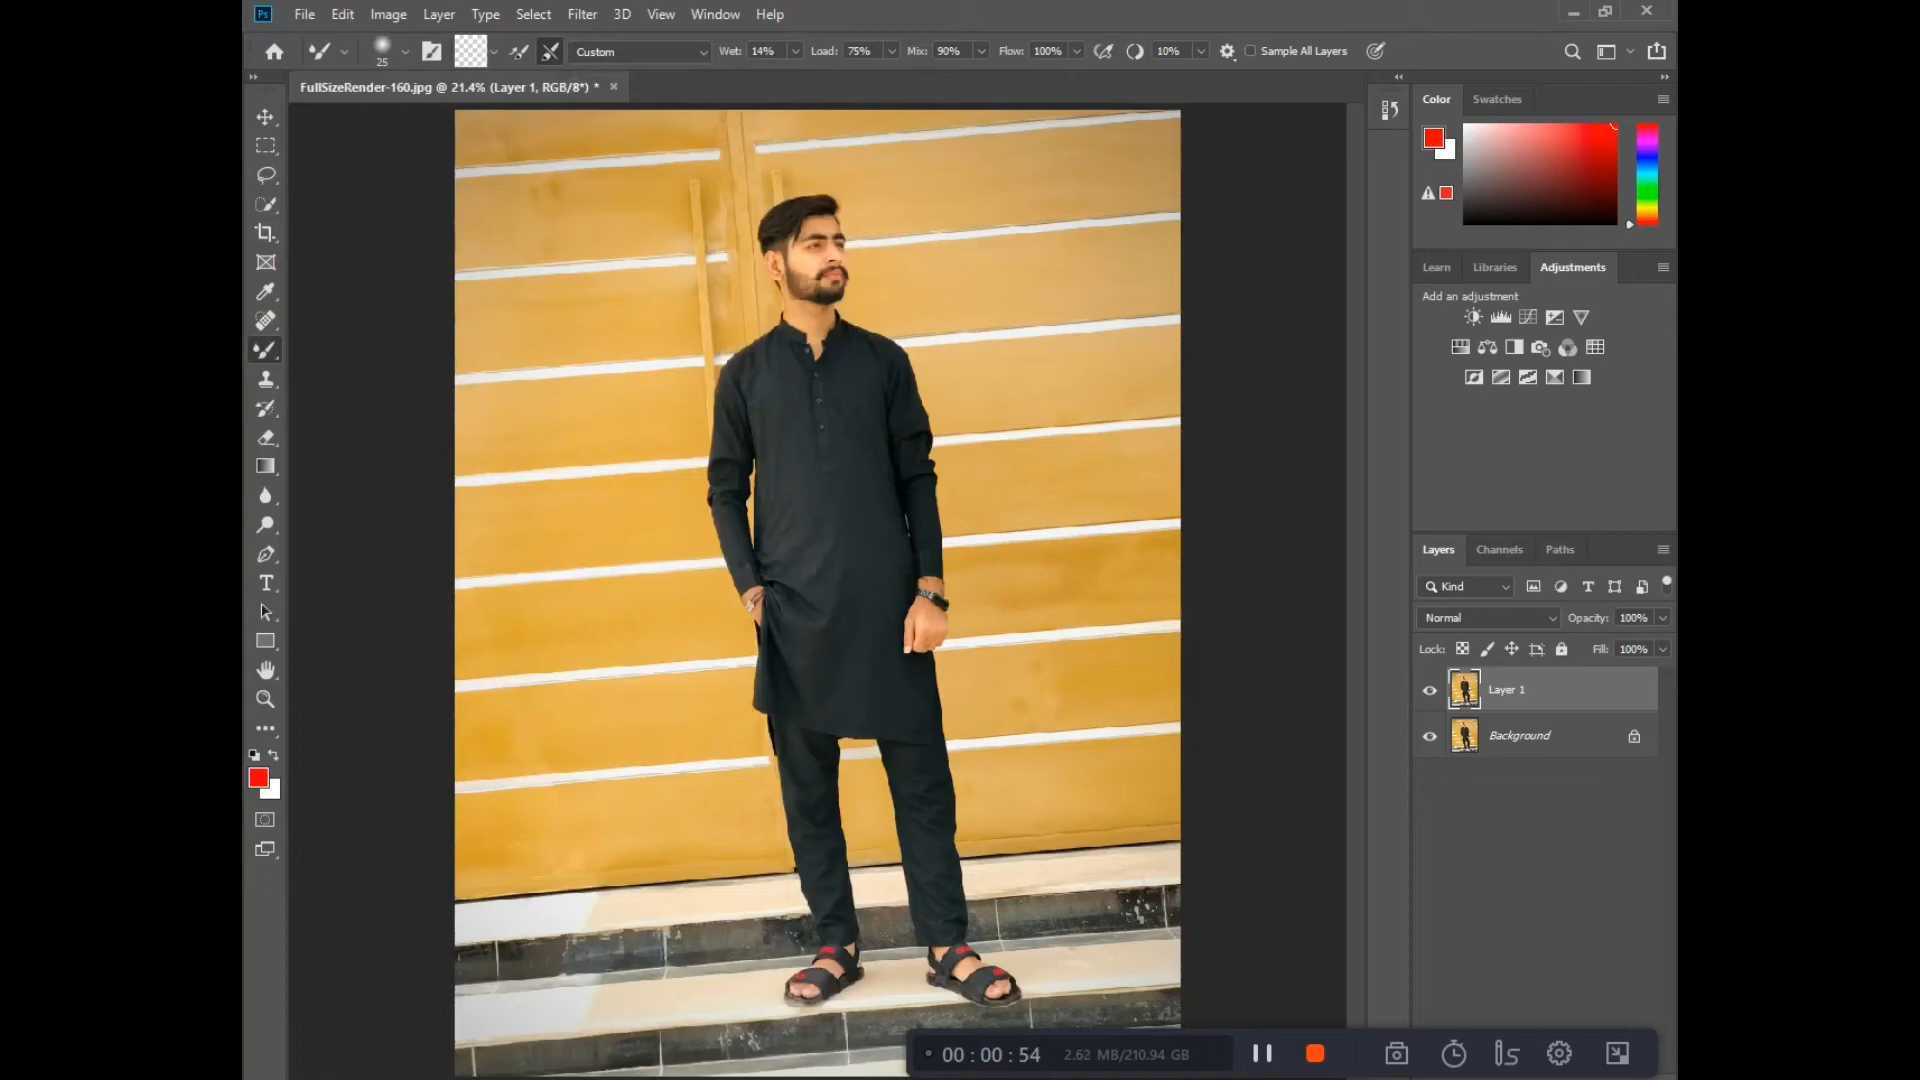 Ps File Edit Image Layer Type Select Filter 3D View Window Help
25 Custom Wet: 14% Load: 75% Mix: 90% Flow: 100% 10% Sample All Layers
FullSizeRender-160.jpg @ 21.4% (Layer 1, RGB/8*) *
Color Swatches
Learn Libraries Adjustments
Add an adjustment
Layers Channels Paths
Kind
Normal Opacity: 100%
Lock: Fill: 100%
Layer 1
Background
00 : 00 : 54 2.62 MB/210.94 GB